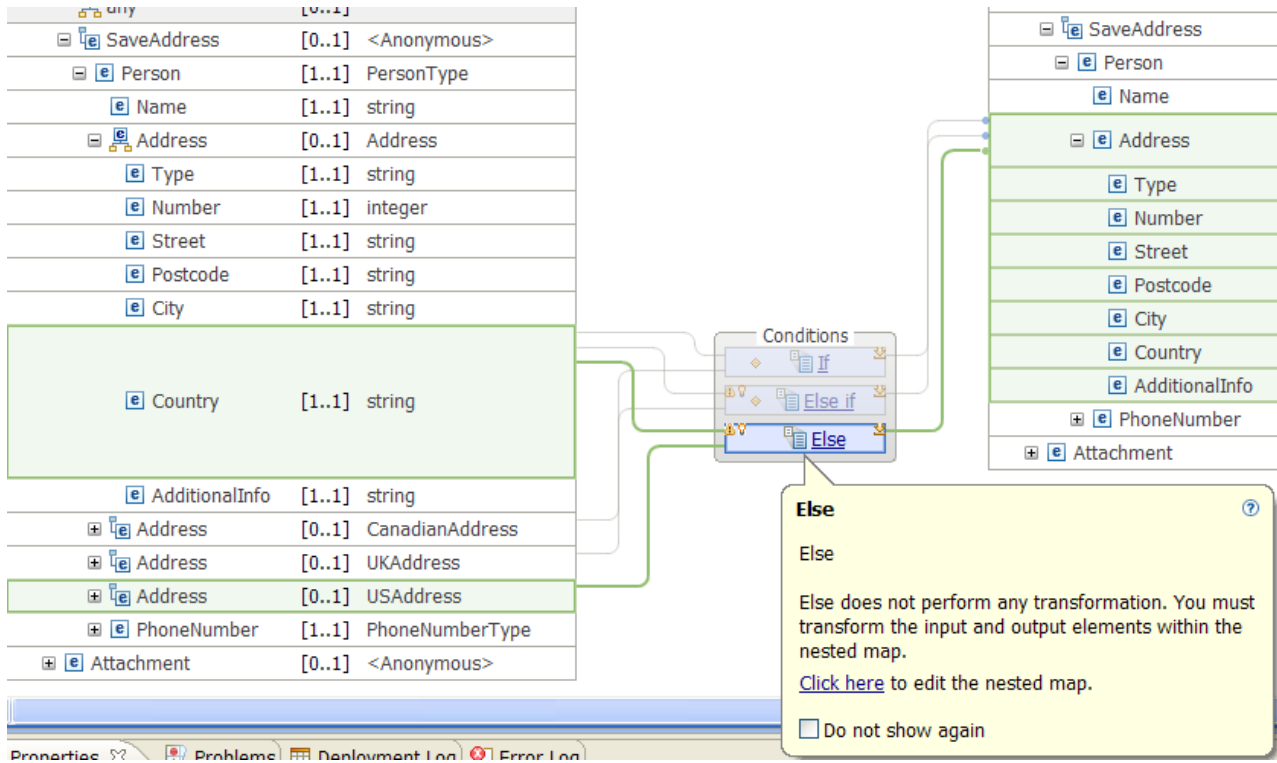 any [0..1]
SaveAddress [0..1] <Anonymous>
Person [1..1] PersonType
Name [1..1] string
Address [0..1] Address
Type [1..1] string
Number [1..1] integer
Street [1..1] string
Postcode [1..1] string
City [1..1] string
Country [1..1] string
AdditionalInfo [1..1] string
Address [0..1] CanadianAddress
Address [0..1] UKAddress
Address [0..1] USAddress
PhoneNumber [1..1] PhoneNumberType
Attachment [0..1] <Anonymous>
Conditions
If
Else if
Else
SaveAddress
Person
Name
Address
Type
Number
Street
Postcode
City
Country
AdditionalInfo
PhoneNumber
Attachment
Else
Else
Else does not perform any transformation. You must
transform the input and output elements within the
nested map.
Click here to edit the nested map.
Do not show again
Properties Problems Deployment Log Error Log